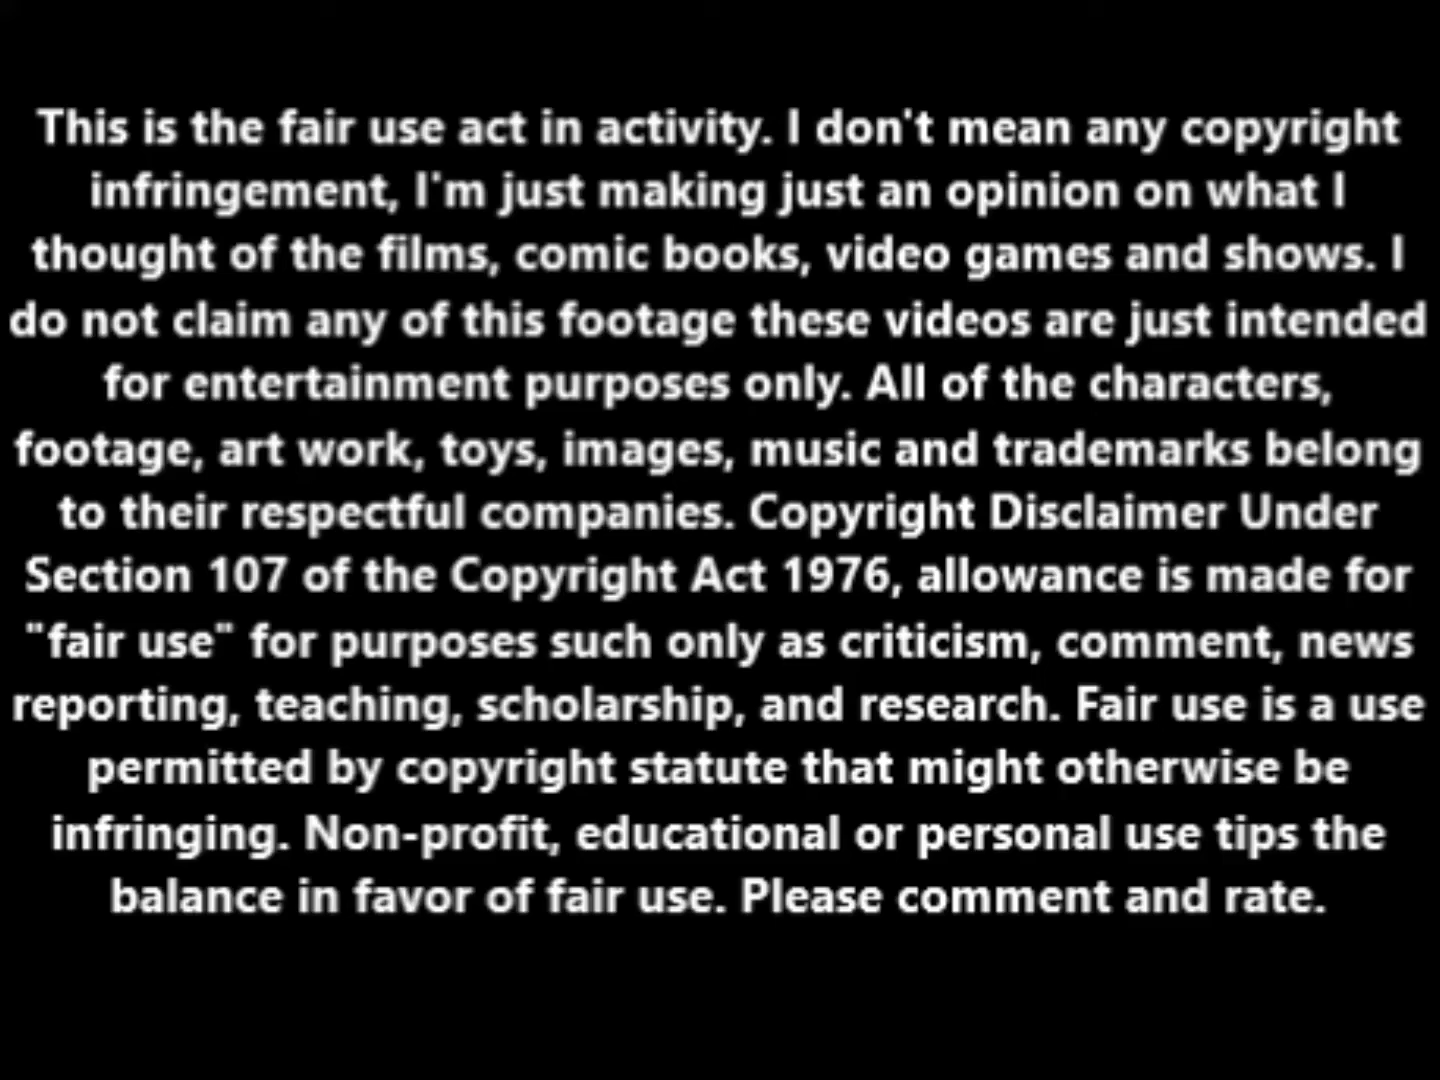 This is the fair use act in activity. I don't mean any copyright
infringement, I'm just making just an opinion on what I
thought of the films, comic books, video games and shows. I
do not claim any of this footage these videos are just intended
for entertainment purposes only. All of the characters,
footage, art work, toys, images, music and trademarks belong
to their respectful companies. Copyright Disclaimer Under
Section 107 of the Copyright Act 1976, allowance is made for
"fair use" for purposes such only as criticism, comment, news
reporting, teaching, scholarship, and research. Fair use is a use
permitted by copyright statute that might otherwise be
infringing. Non-profit, educational or personal use tips the
balance in favor of fair use. Please comment and rate.